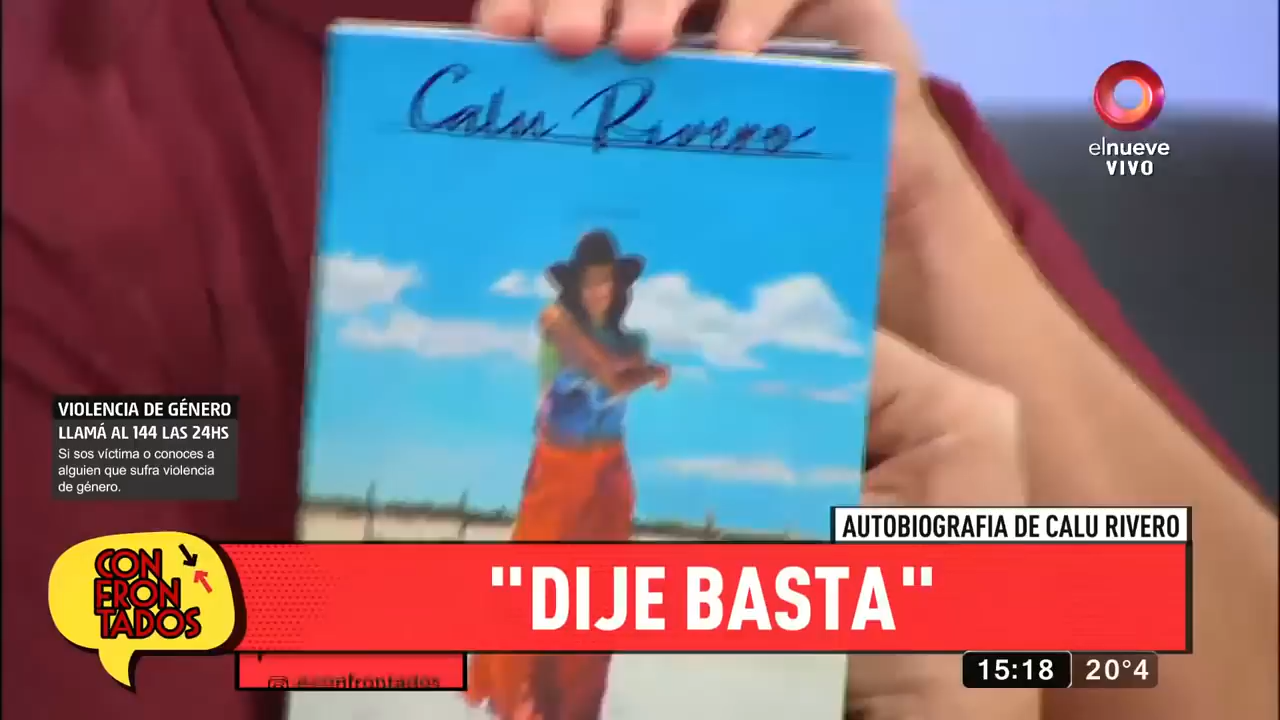 Calu Rivero
elnueve
VIVO
VIOLENCIA DE GÉNERO
LLAMÁ AL 144 LAS 24HS
Si sos víctima o conoces a
alguien que sufra violencia
de género.
AUTOBIOGRAFIA DE CALU RIVERO
CON
FRON
TADOS
"DIJE BASTA"
15:18 20°4